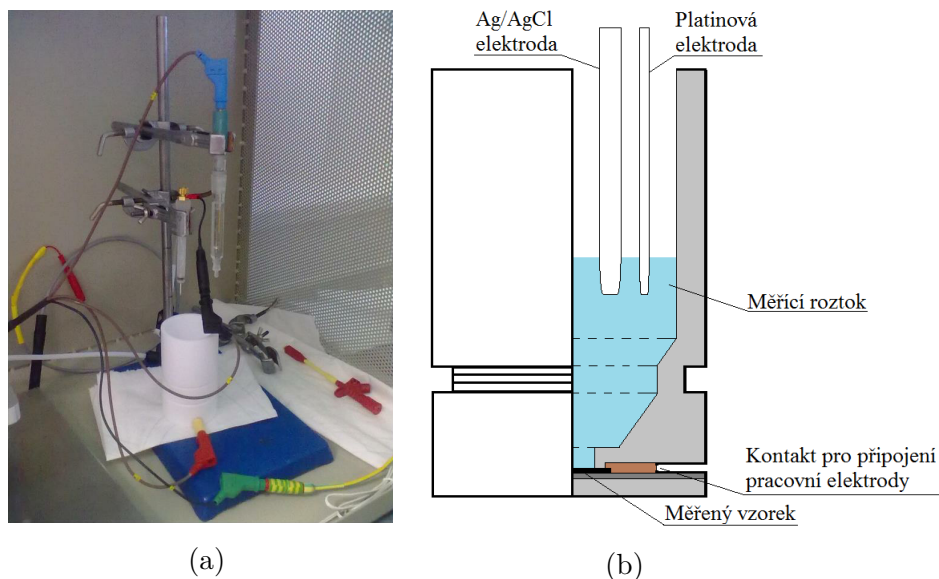 Ag/AgCl
elektroda
Platinová
elektroda
Měřící roztok
Kontakt pro připojení
pracovní elektrody
Měřený vzorek
(a)
(b)